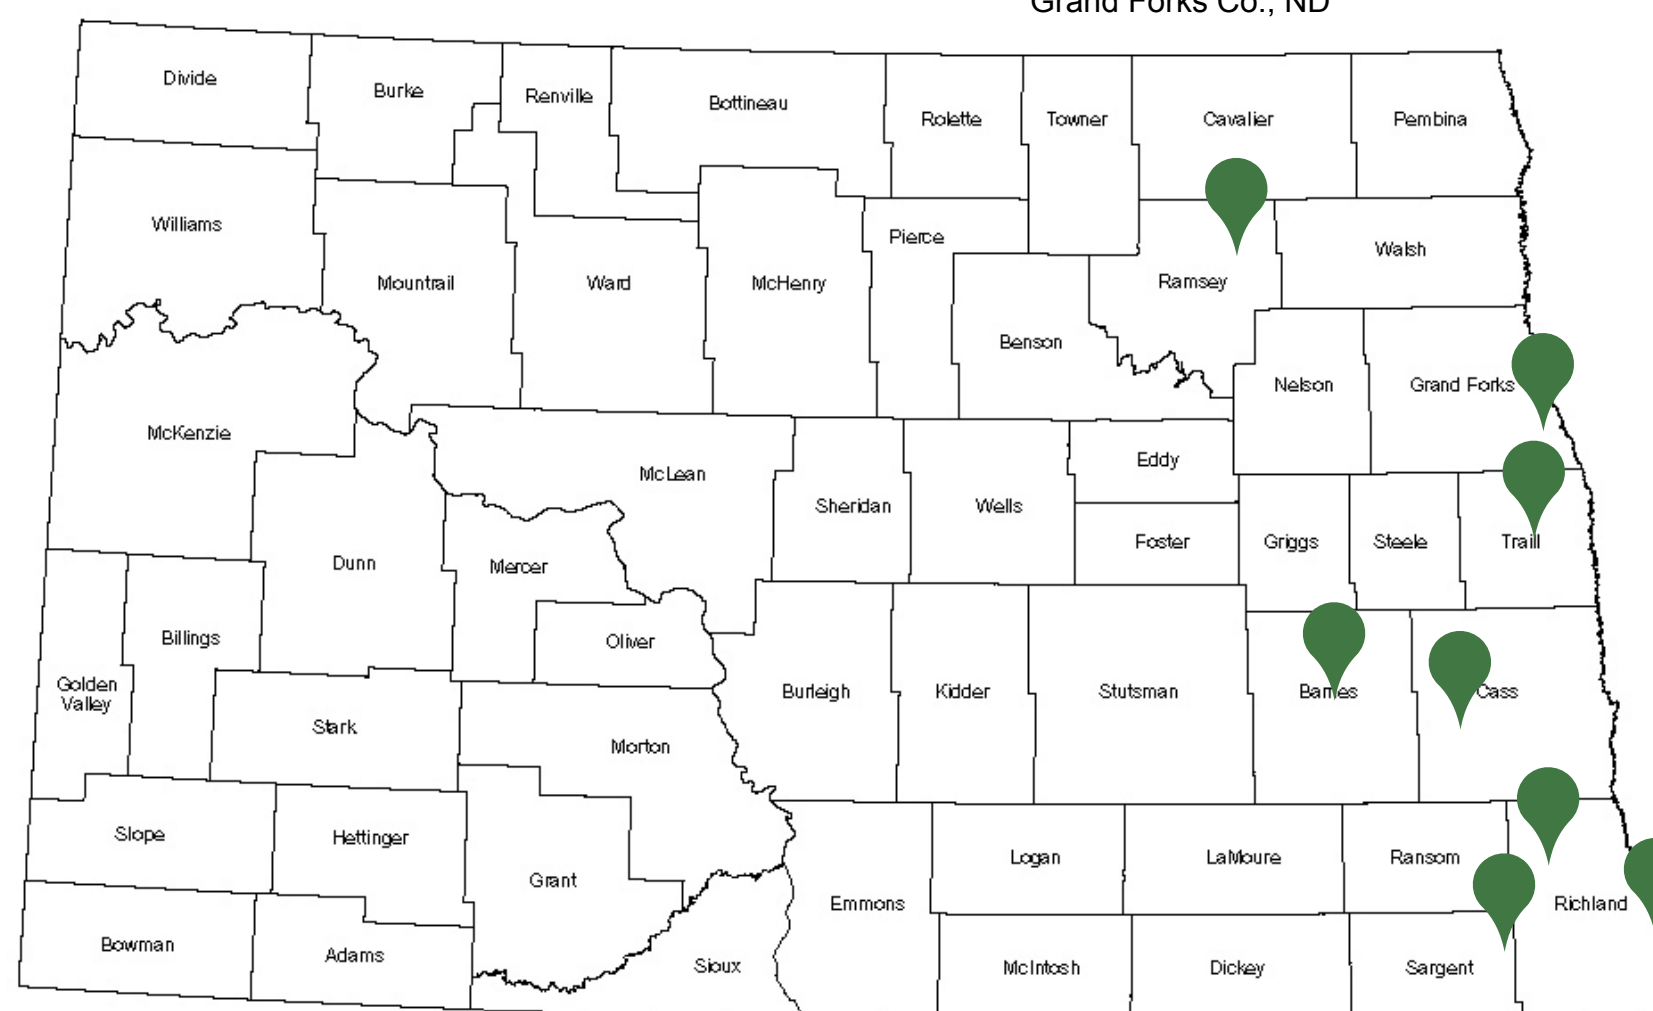 Grand Forks Co., ND
Divide
Burke
Renville
Bottineau
Rolette
Towner
Cavalier
Pembina
Williams
Mountrail
Ward
McHenry
Pierce
Benson
Ramsey
Walsh
Nelson
Grand Forks
McKenzie
McLean
Sheridan
Wells
Eddy
Foster
Griggs
Steele
Traill
Dunn
Mercer
Oliver
Billings
Golden
Valley
Stark
Morton
Burleigh
Kidder
Stutsman
Barnes
Cass
Slope
Hettinger
Grant
Logan
LaMoure
Ransom
Richland
Emmons
Bowman
Adams
Sioux
McIntosh
Dickey
Sargent